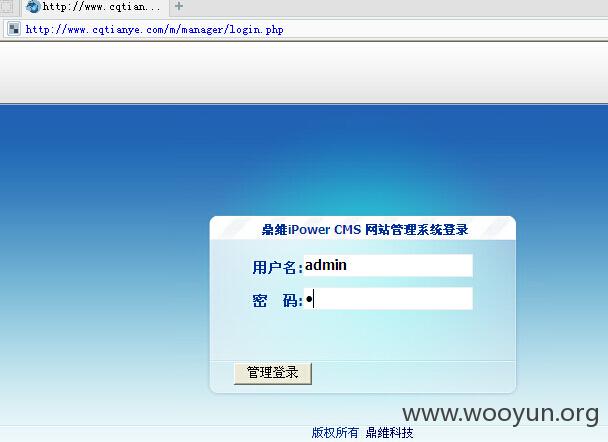 http://www.cqtian...
http://www.cqtianye.com/m/manager/login.php
鼎维iPower CMS 网站管理系统登录
用户名:admin
密 码:●
管理登录
www.wooyun.org
版权所有 鼎维科技